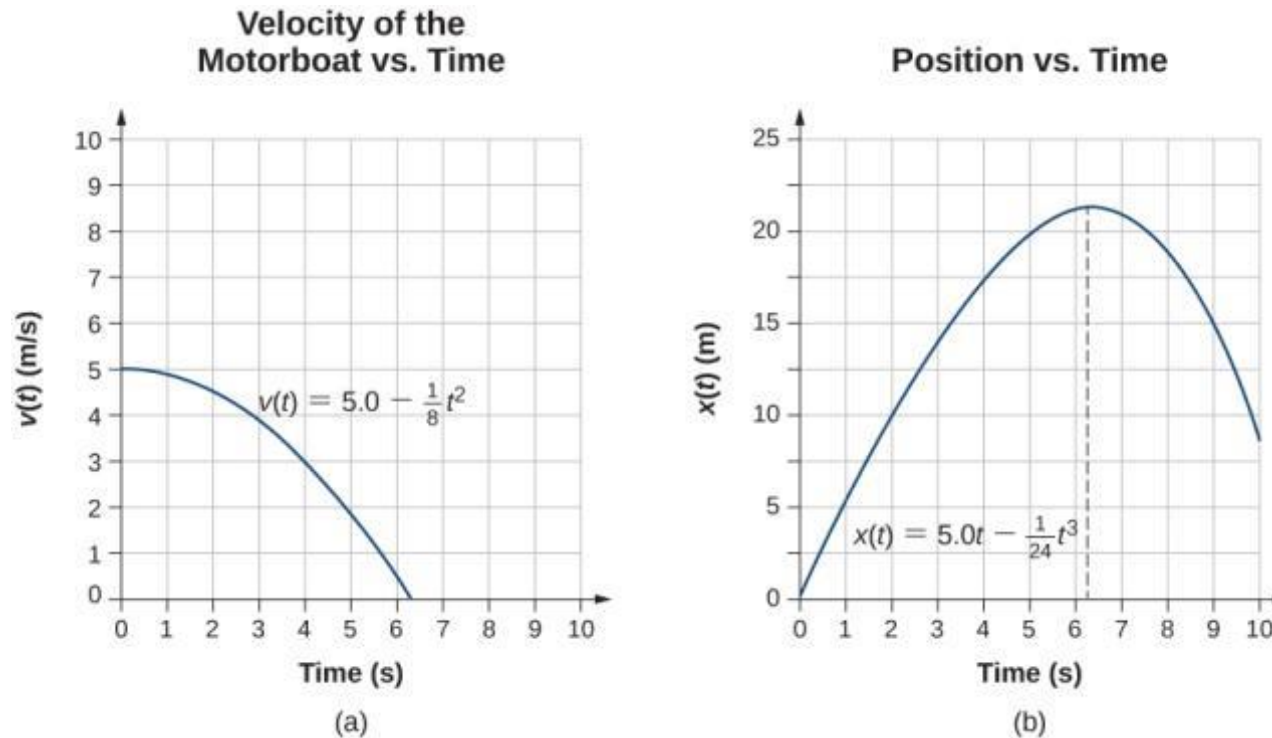 Velocity of the
Motorboat vs. Time
10
9
8
7
6
5
4
3
2
1
0
v(t) (m/s)
v(t) = 5.0 − 1/8 t²
0 1 2 3 4 5 6 7 8 9 10
Time (s)
(a)
Position vs. Time
25
20
15
10
5
0
x(t) (m)
x(t) = 5.0t − 1/24 t³
0 1 2 3 4 5 6 7 8 9 10
Time (s)
(b)